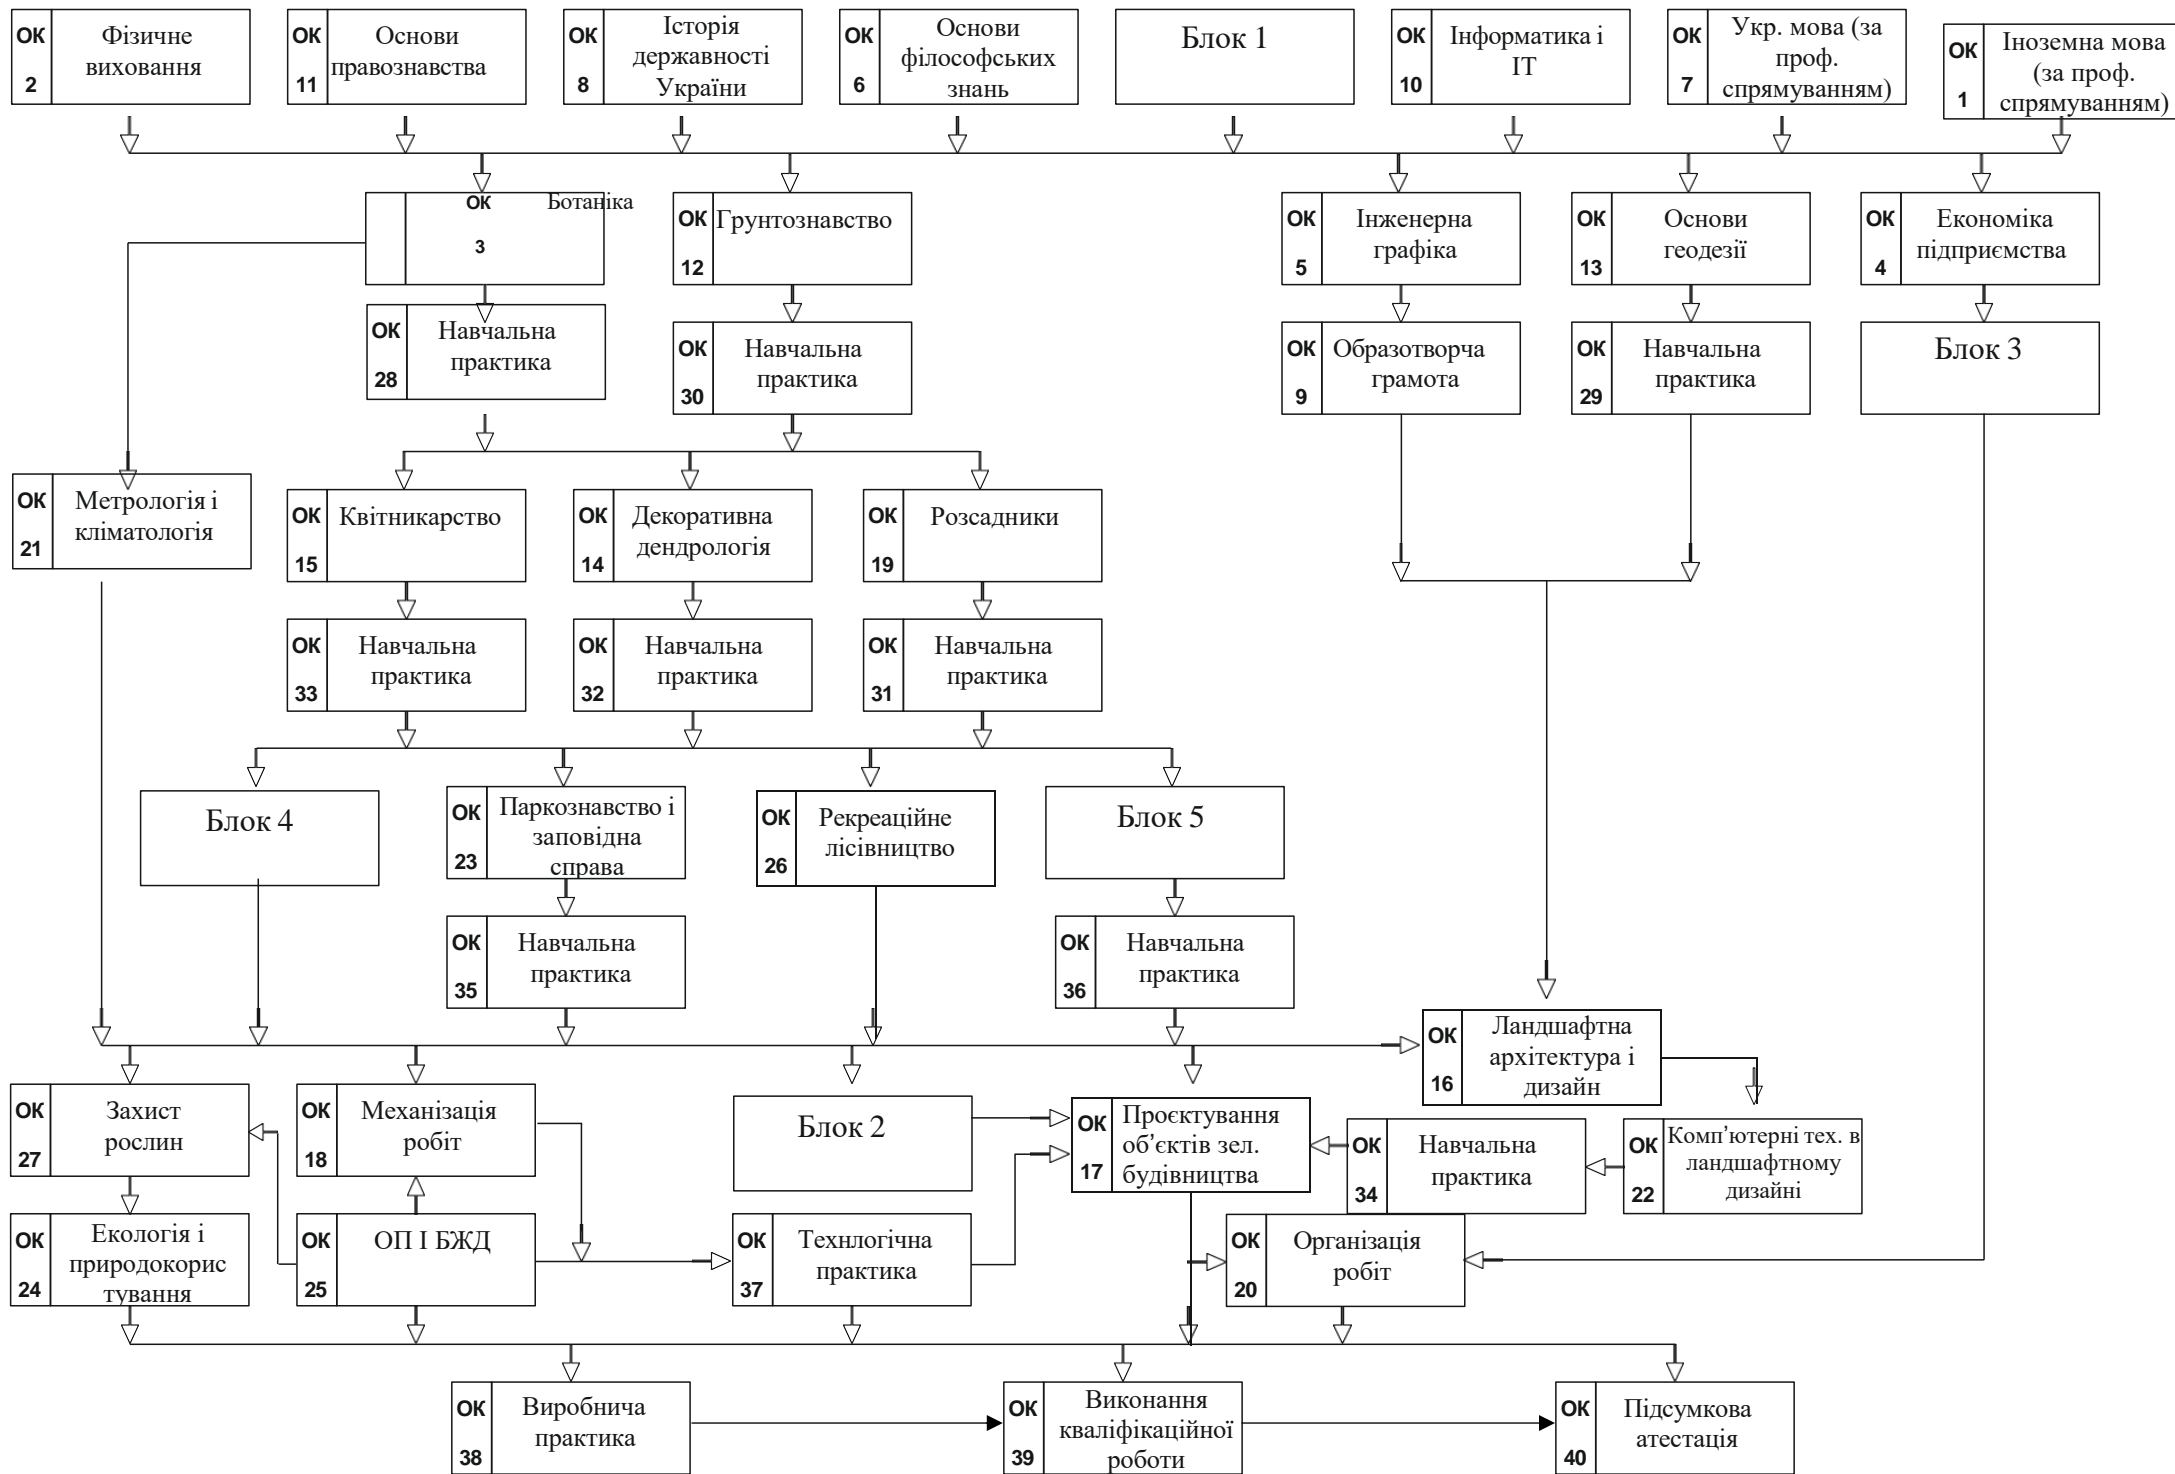 ОК
2
Фізичне
виховання
ОК
11
Основи
правознавства
ОК
8
Історія
державності
України
ОК
6
Основи
філософських
знань
Блок 1
ОК
10
Інформатика і
ІТ
ОК
7
Укр. мова (за
проф.
спрямуванням)
ОК
1
Іноземна мова
(за проф.
спрямуванням)
ОК
3
Ботаніка
ОК
12
Грунтознавство
ОК
5
Інженерна
графіка
ОК
13
Основи
геодезії
ОК
4
Економіка
підприємства
ОК
28
Навчальна
практика
ОК
30
Навчальна
практика
ОК
9
Образотворча
грамота
ОК
29
Навчальна
практика
Блок 3
ОК
21
Метрологія і
кліматологія
ОК
15
Квітникарство
ОК
14
Декоративна
дендрологія
ОК
19
Розсадники
ОК
33
Навчальна
практика
ОК
32
Навчальна
практика
ОК
31
Навчальна
практика
Блок 4
ОК
23
Паркознавство і
заповідна
справа
ОК
26
Рекреаційне
лісівництво
Блок 5
ОК
35
Навчальна
практика
ОК
36
Навчальна
практика
ОК
16
Ландшафтна
архітектура і
дизайн
ОК
27
Захист
рослин
ОК
18
Механізація
робіт
Блок 2
ОК
17
Проєктування
об'єктів зел.
будівництва
ОК
34
Навчальна
практика
ОК
22
Комп'ютерні тех. в
ландшафтному
дизайні
ОК
24
Екологія і
природокорис
тування
ОК
25
ОП І БЖД
ОК
37
Технлогічна
практика
ОК
20
Організація
робіт
ОК
38
Виробнича
практика
ОК
39
Виконання
кваліфікаційної
роботи
ОК
40
Підсумкова
атестація